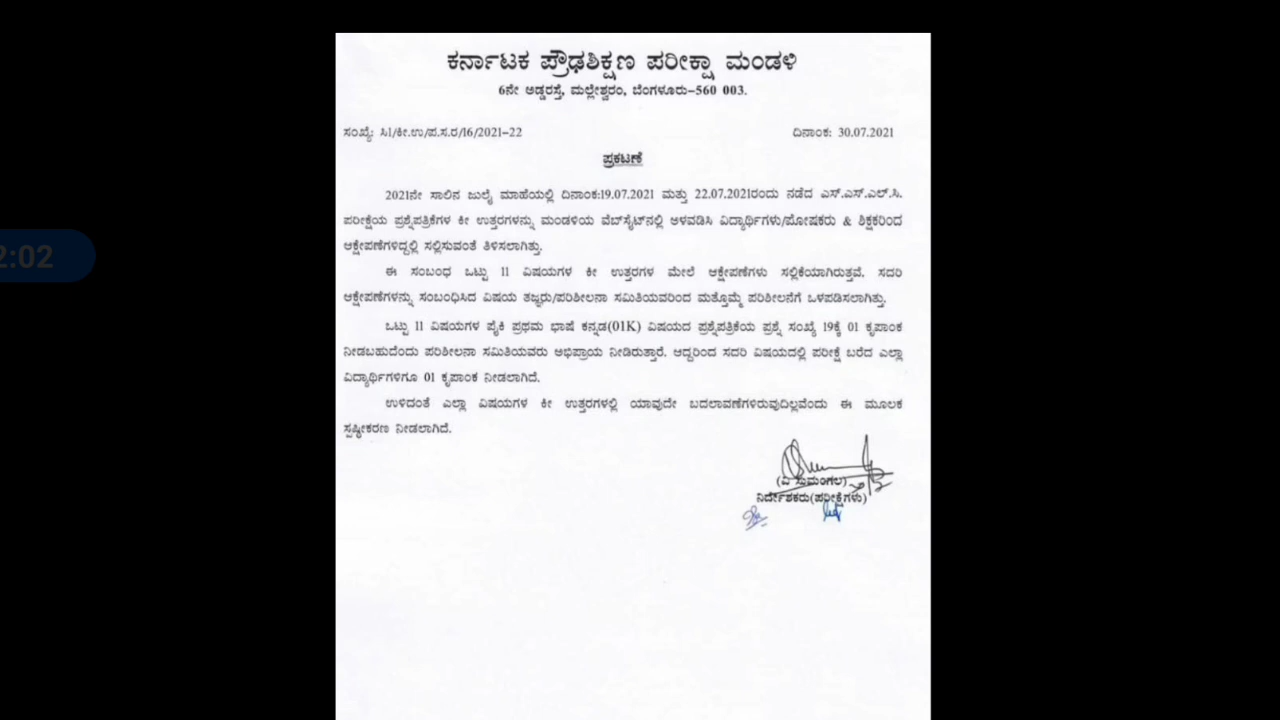 ಕರ್ನಾಟಕ ಪ್ರೌಢಶಿಕ್ಷಣ ಪರೀಕ್ಷಾ ಮಂಡಳಿ
6ನೇ ಅಡ್ಡರಸ್ತೆ, ಮಲ್ಲೇಶ್ವರಂ, ಬೆಂಗಳೂರು-560 003.
ಸಂಖ್ಯೆ: ಸಿ1/ಕೀ.ಉ/ಪ.ಸ.ರ/16/2021-22 ದಿನಾಂಕ: 30.07.2021
ಪ್ರಕಟಣೆ
2:02
2021ನೇ ಸಾಲಿನ ಜುಲೈ ಮಾಹೆಯಲ್ಲಿ ದಿನಾಂಕ:19.07.2021 ಮತ್ತು 22.07.2021ರಂದು ನಡೆದ ಎಸ್.ಎಸ್.ಎಲ್.ಸಿ.
ಪರೀಕ್ಷೆಯ ಪ್ರಶ್ನೆಪತ್ರಿಕೆಗಳ ಕೀ ಉತ್ತರಗಳನ್ನು ಮಂಡಳಿಯ ವೆಬ್‌ಸೈಟ್‌ನಲ್ಲಿ ಅಳವಡಿಸಿ ವಿದ್ಯಾರ್ಥಿಗಳು/ಪೋಷಕರು & ಶಿಕ್ಷಕರಿಂದ
ಆಕ್ಷೇಪಣೆಗಳಿದ್ದಲ್ಲಿ ಸಲ್ಲಿಸುವಂತೆ ತಿಳಿಸಲಾಗಿತ್ತು.
ಈ ಸಂಬಂಧ ಒಟ್ಟು 11 ವಿಷಯಗಳ ಕೀ ಉತ್ತರಗಳ ಮೇಲೆ ಆಕ್ಷೇಪಣೆಗಳು ಸಲ್ಲಿಕೆಯಾಗಿರುತ್ತವೆ. ಸದರಿ
ಆಕ್ಷೇಪಣೆಗಳನ್ನು ಸಂಬಂಧಿಸಿದ ವಿಷಯ ತಜ್ಞರು/ಪರಿಶೀಲನಾ ಸಮಿತಿಯವರಿಂದ ಮತ್ತೊಮ್ಮೆ ಪರಿಶೀಲನೆಗೆ ಒಳಪಡಿಸಲಾಗಿತ್ತು.
ಒಟ್ಟು 11 ವಿಷಯಗಳ ಪೈಕಿ ಪ್ರಥಮ ಭಾಷೆ ಕನ್ನಡ(01K) ವಿಷಯದ ಪ್ರಶ್ನೆಪತ್ರಿಕೆಯ ಪ್ರಶ್ನೆ ಸಂಖ್ಯೆ 19ಕ್ಕೆ 01 ಕೃಪಾಂಕ
ನೀಡಬಹುದೆಂದು ಪರಿಶೀಲನಾ ಸಮಿತಿಯವರು ಅಭಿಪ್ರಾಯ ನೀಡಿರುತ್ತಾರೆ. ಆದ್ದರಿಂದ ಸದರಿ ವಿಷಯದಲ್ಲಿ ಪರೀಕ್ಷೆ ಬರೆದ ಎಲ್ಲಾ
ವಿದ್ಯಾರ್ಥಿಗಳಿಗೂ 01 ಕೃಪಾಂಕ ನೀಡಲಾಗಿದೆ.
ಉಳಿದಂತೆ ಎಲ್ಲಾ ವಿಷಯಗಳ ಕೀ ಉತ್ತರಗಳಲ್ಲಿ ಯಾವುದೇ ಬದಲಾವಣೆಗಳಿರುವುದಿಲ್ಲವೆಂದು ಈ ಮೂಲಕ
ಸ್ಪಷ್ಠೀಕರಣ ನೀಡಲಾಗಿದೆ.
(ವಿ ಸುಮಂಗಲ)
ನಿರ್ದೇಶಕರು(ಪರೀಕ್ಷೆಗಳು)